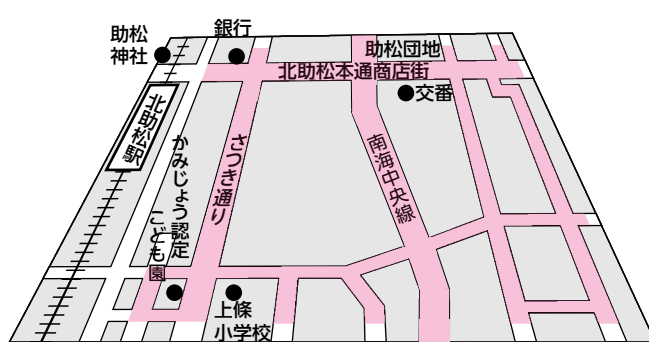 銀行
助松
神社
助松団地
北助松本通商店街
交番
北助松駅
かみじょう認定
こども園
さつき通り
南海中央線
上條
小学校